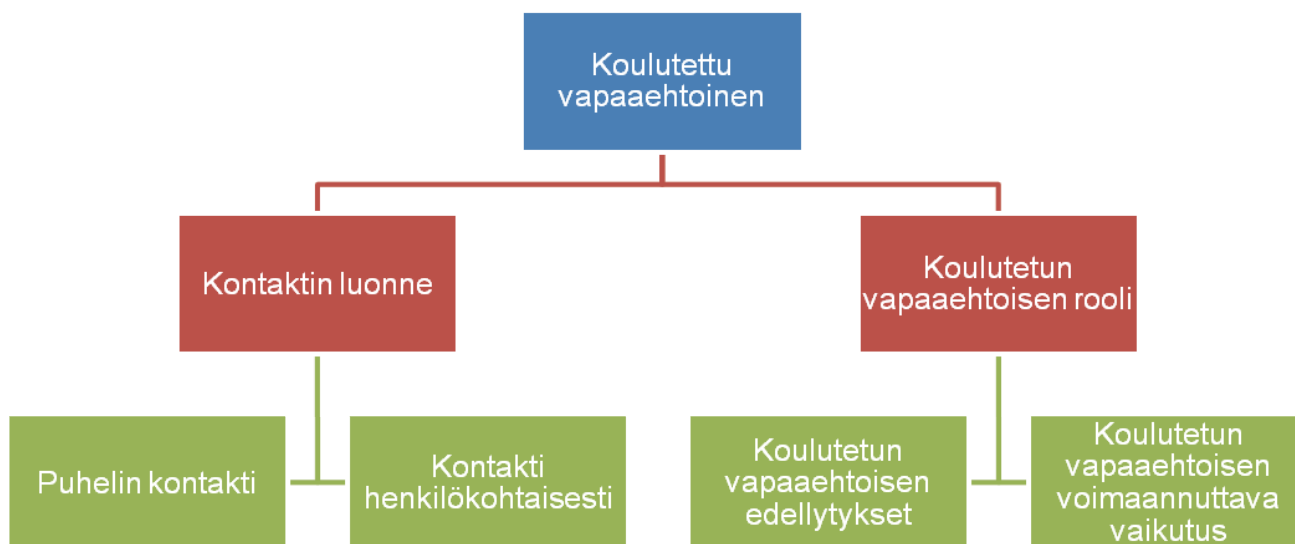 Koulutettu
vapaaehtoinen
Kontaktin luonne
Koulutetun
vapaaehtoisen rooli
Puhelin kontakti
Kontakti
henkilökohtaisesti
Koulutetun
vapaaehtoisen
edellytykset
Koulutetun
vapaaehtoisen
voimaannuttava
vaikutus